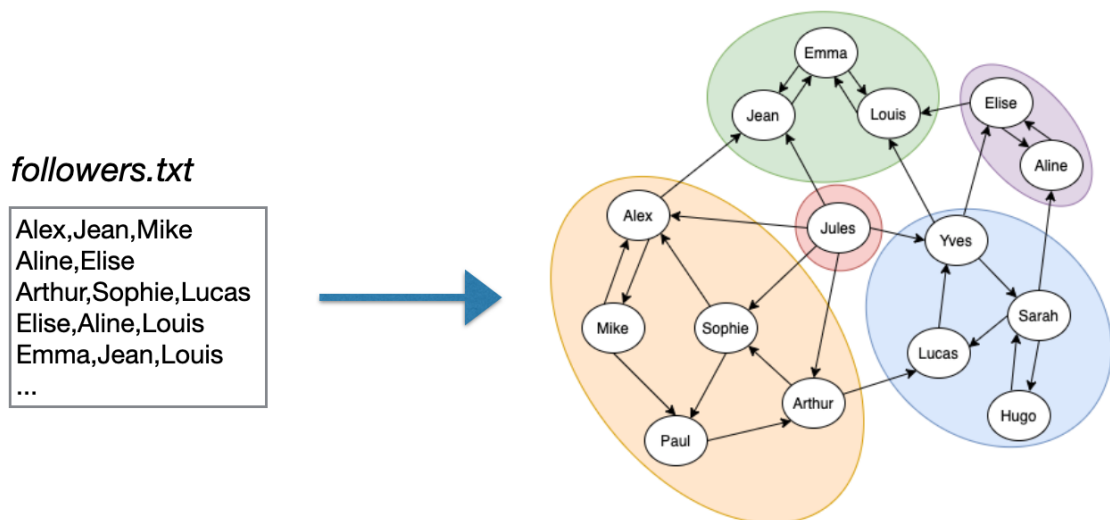 followers.txt
Alex,Jean,Mike
Aline,Elise
Arthur,Sophie,Lucas
Elise,Aline,Louis
Emma,Jean,Louis
...
Emma
Jean
Louis
Elise
Aline
Alex
Jules
Yves
Mike
Sophie
Sarah
Lucas
Arthur
Hugo
Paul